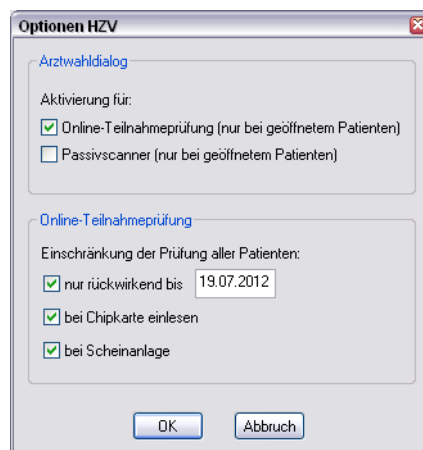 Optionen HZV
Arztwahldialog
Aktivierung für:
Online-Teilnahmeprüfung (nur bei geöffnetem Patienten)
Passivscanner (nur bei geöffnetem Patienten)
Online-Teilnahmeprüfung
Einschränkung der Prüfung aller Patienten:
nur rückwirkend bis 19.07.2012
bei Chipkarte einlesen
bei Scheinanlage
OK Abbruch